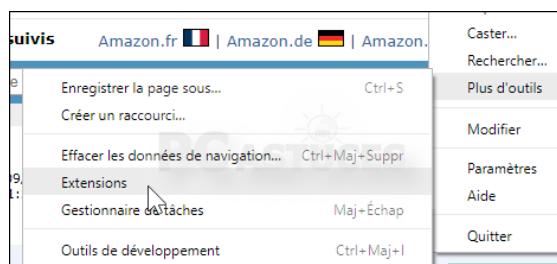 suivis Amazon.fr | Amazon.de | Amazon.
Caster...
Rechercher...
Plus d'outils
Modifier
Paramètres
Aide
Quitter
Enregistrer la page sous... Ctrl+S
Créer un raccourci...
Effacer les données de navigation... Ctrl+Maj+Suppr
Extensions
Gestionnaire de tâches Maj+Échap
Outils de développement Ctrl+Maj+I
PC ASTUCES